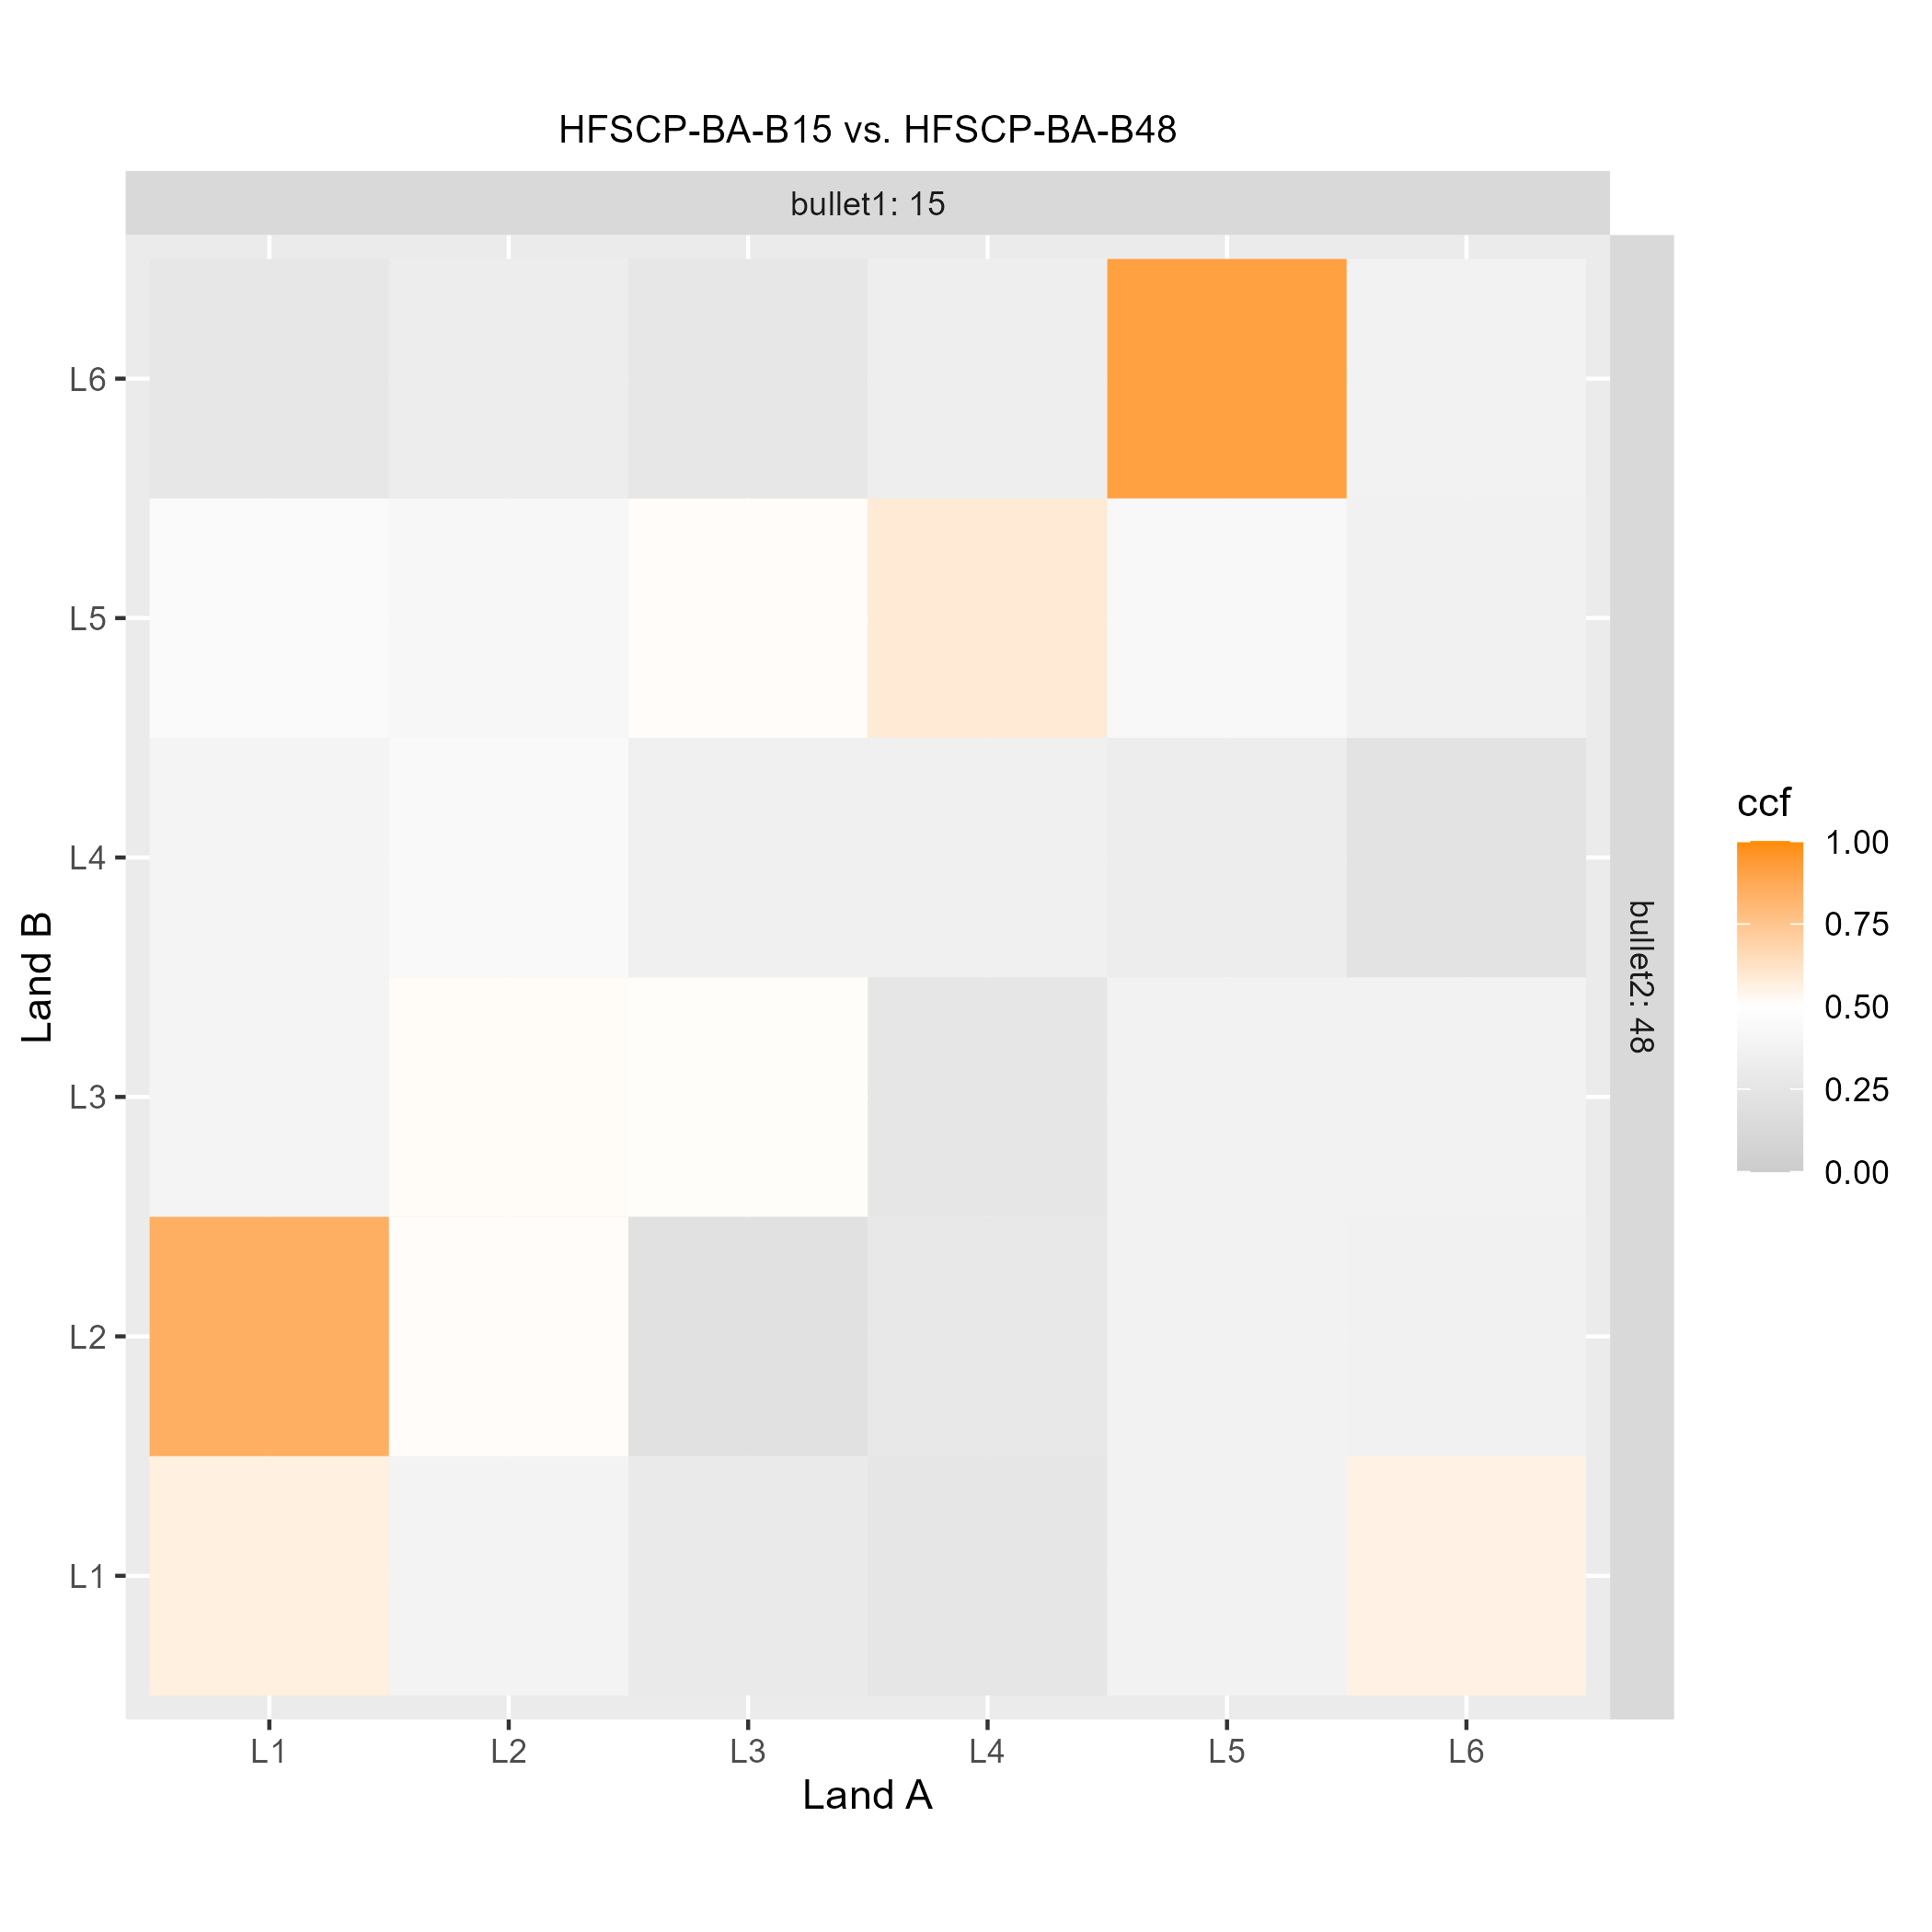 HFSCP-BA-B15 vs. HFSCP-BA-B48
bullet1: 15
L6
L5
L4
L3
L2
L1
Land B
L1 L2 L3 L4 L5 L6
Land A
bullet2: 48
ccf
1.00
0.75
0.50
0.25
0.00